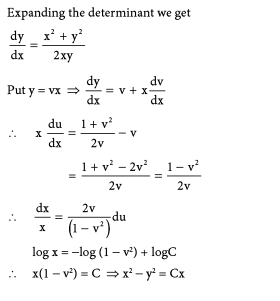 Expanding the determinant we get
dy/dx = (x² + y²)/(2xy)
Put y = vx ⇒ dy/dx = v + x dv/dx
∴ x du/dx = (1 + v²)/(2v) − v
= (1 + v² − 2v²)/(2v) = (1 − v²)/(2v)
∴ dx/x = 2v/(1 − v²) du
log x = −log (1 − v²) + logC
∴ x(1 − v²) = C ⇒ x² − y² = Cx